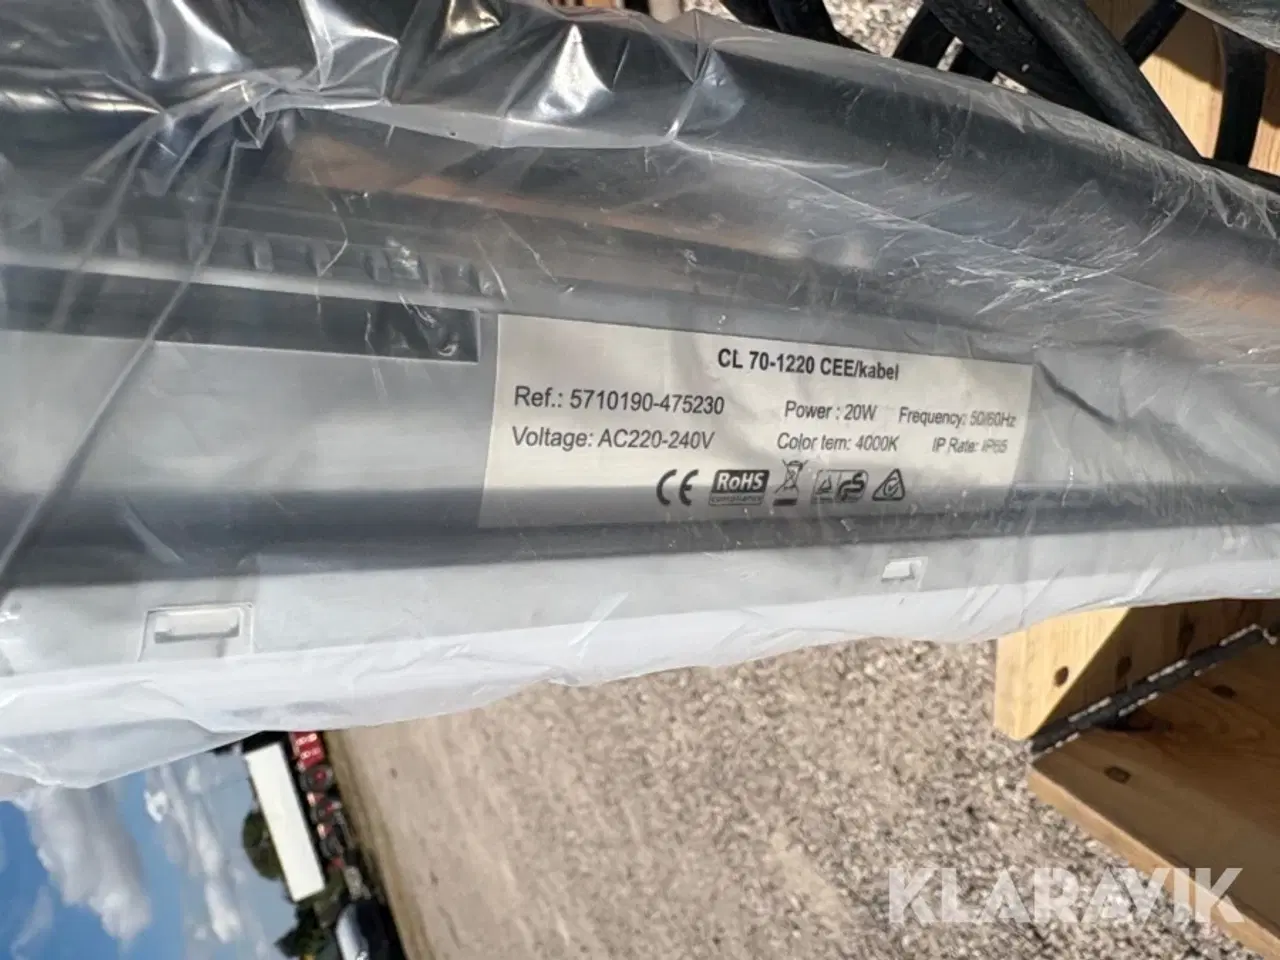 CL 70-1220 CEE/kabel
Ref.: 5710190-475230
Power : 20W Frequency: 50/60Hz
Voltage: AC220-240V
Color tem: 4000K IP Rate: IP65
CE RoHS
compliance
KLARAVIK